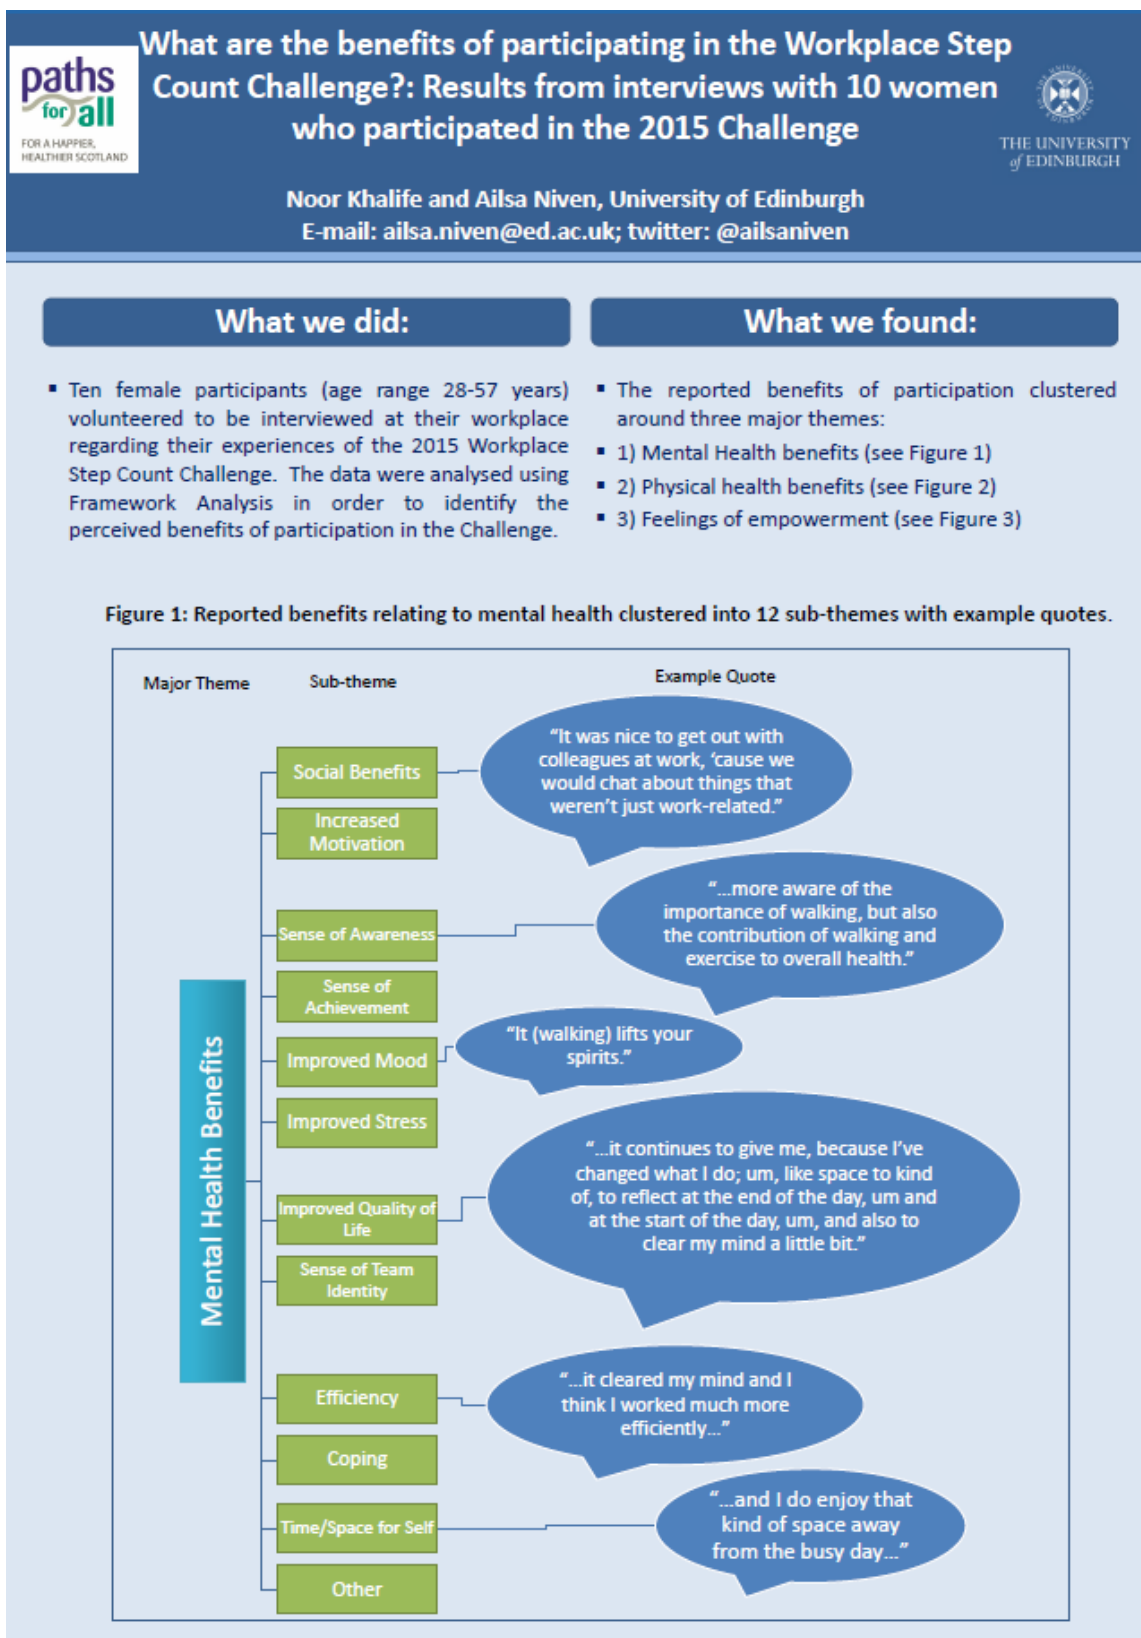 What are the benefits of participating in the Workplace Step
Count Challenge?: Results from interviews with 10 women
who participated in the 2015 Challenge
paths
for all
FOR A HAPPIER,
HEALTHIER SCOTLAND
THE UNIVERSITY
of EDINBURGH
Noor Khalife and Ailsa Niven, University of Edinburgh
E-mail: ailsa.niven@ed.ac.uk; twitter: @ailsaniven
What we did:
▪ Ten female participants (age range 28-57 years)
volunteered to be interviewed at their workplace
regarding their experiences of the 2015 Workplace
Step Count Challenge. The data were analysed using
Framework Analysis in order to identify the
perceived benefits of participation in the Challenge.
What we found:
▪ The reported benefits of participation clustered
around three major themes:
▪ 1) Mental Health benefits (see Figure 1)
▪ 2) Physical health benefits (see Figure 2)
▪ 3) Feelings of empowerment (see Figure 3)
Figure 1: Reported benefits relating to mental health clustered into 12 sub-themes with example quotes.
Major Theme
Sub-theme
Example Quote
Mental Health Benefits
Social Benefits
“It was nice to get out with
colleagues at work, ‘cause we
would chat about things that
weren’t just work-related.”
Increased
Motivation
Sense of Awareness
“…more aware of the
importance of walking, but also
the contribution of walking and
exercise to overall health.”
Sense of
Achievement
Improved Mood
“It (walking) lifts your
spirits.”
Improved Stress
Improved Quality of
Life
“…it continues to give me, because I’ve
changed what I do; um, like space to kind
of, to reflect at the end of the day, um and
at the start of the day, um, and also to
clear my mind a little bit.”
Sense of Team
Identity
Efficiency
“…it cleared my mind and I
think I worked much more
efficiently…”
Coping
Time/Space for Self
“…and I do enjoy that
kind of space away
from the busy day…”
Other